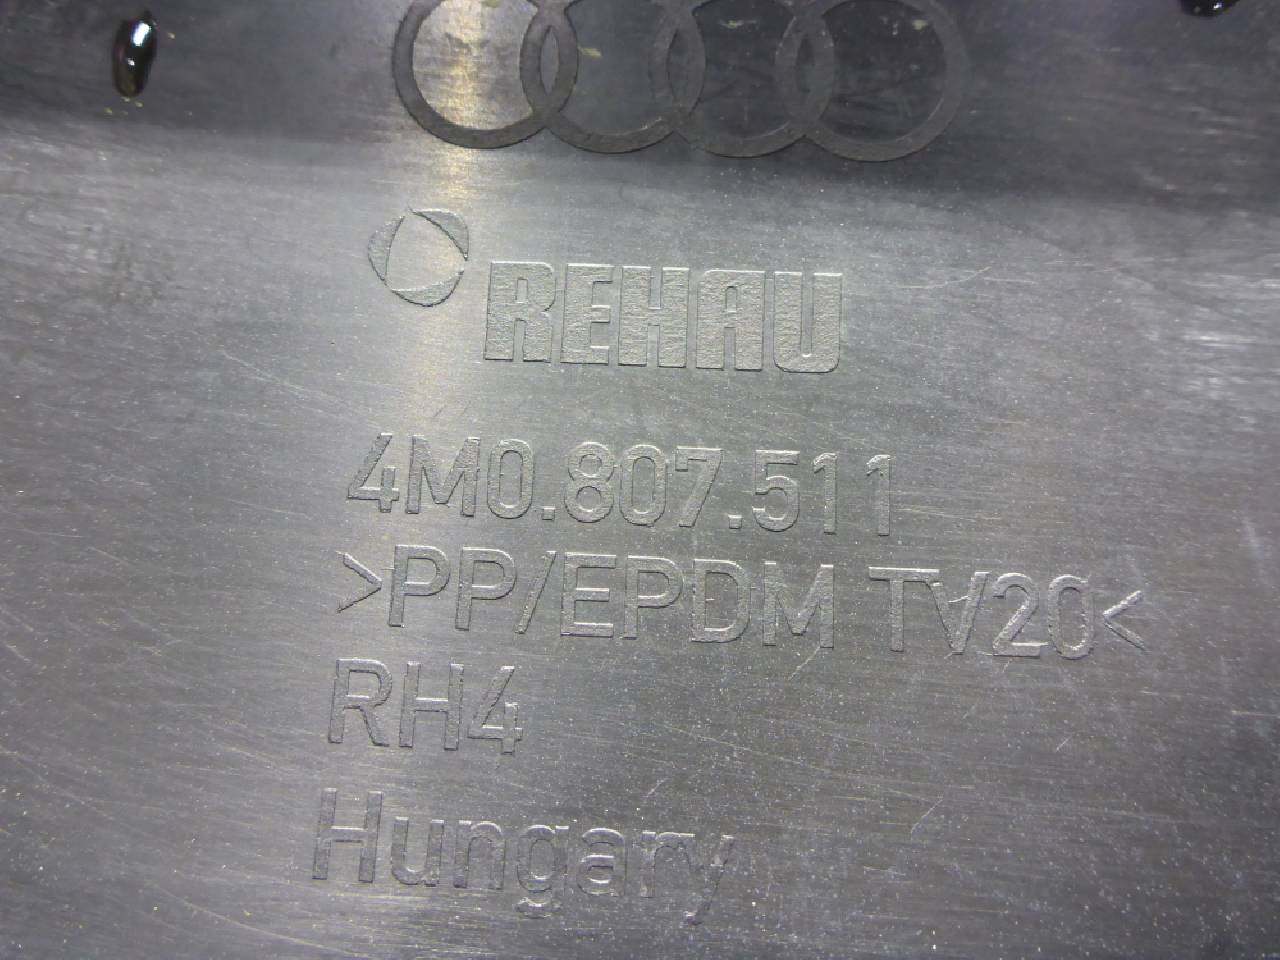 REHAU
4M0.807.511
>PP/EPDM TV20<
RH4
Hungary